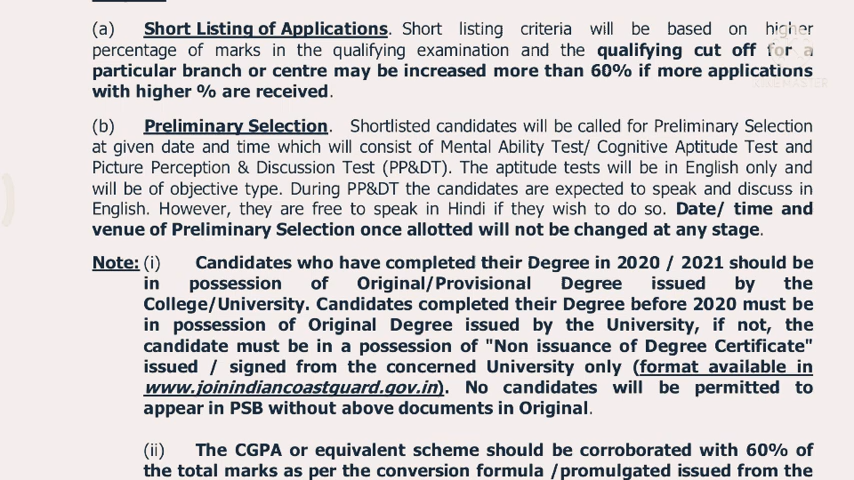 (a) Short Listing of Applications. Short listing criteria will be based on higher
percentage of marks in the qualifying examination and the qualifying cut off for a
particular branch or centre may be increased more than 60% if more applications
with higher % are received.
(b) Preliminary Selection. Shortlisted candidates will be called for Preliminary Selection
at given date and time which will consist of Mental Ability Test/ Cognitive Aptitude Test and
Picture Perception & Discussion Test (PP&DT). The aptitude tests will be in English only and
will be of objective type. During PP&DT the candidates are expected to speak and discuss in
English. However, they are free to speak in Hindi if they wish to do so. Date/ time and
venue of Preliminary Selection once allotted will not be changed at any stage.
Note: (i) Candidates who have completed their Degree in 2020 / 2021 should be
in possession of Original/Provisional Degree issued by the
College/University. Candidates completed their Degree before 2020 must be
in possession of Original Degree issued by the University, if not, the
candidate must be in a possession of "Non issuance of Degree Certificate"
issued / signed from the concerned University only (format available in
www.joinindiancoastguard.gov.in). No candidates will be permitted to
appear in PSB without above documents in Original.
(ii) The CGPA or equivalent scheme should be corroborated with 60% of
the total marks as per the conversion formula /promulgated issued from the